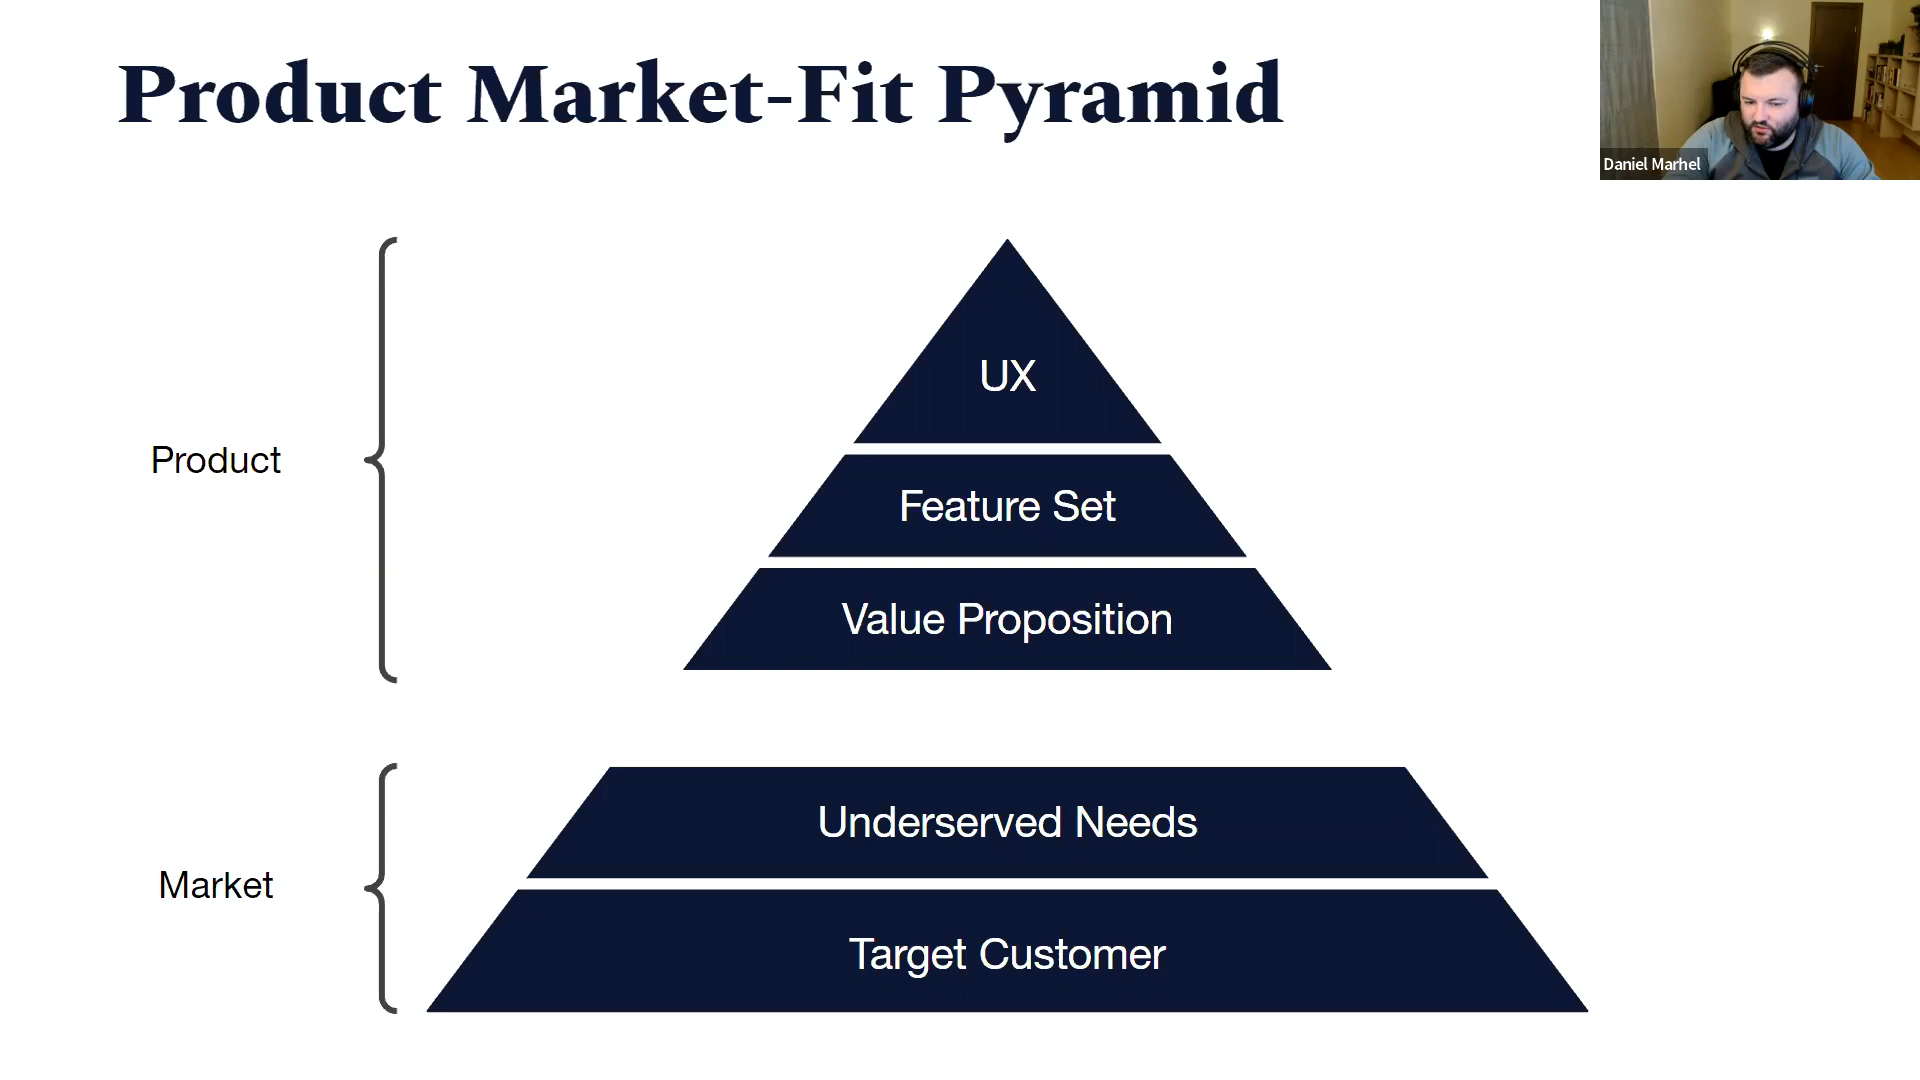 Product Market-Fit Pyramid
Daniel Marhel
UX
Feature Set
Product
Value Proposition
Underserved Needs
Market
Target Customer